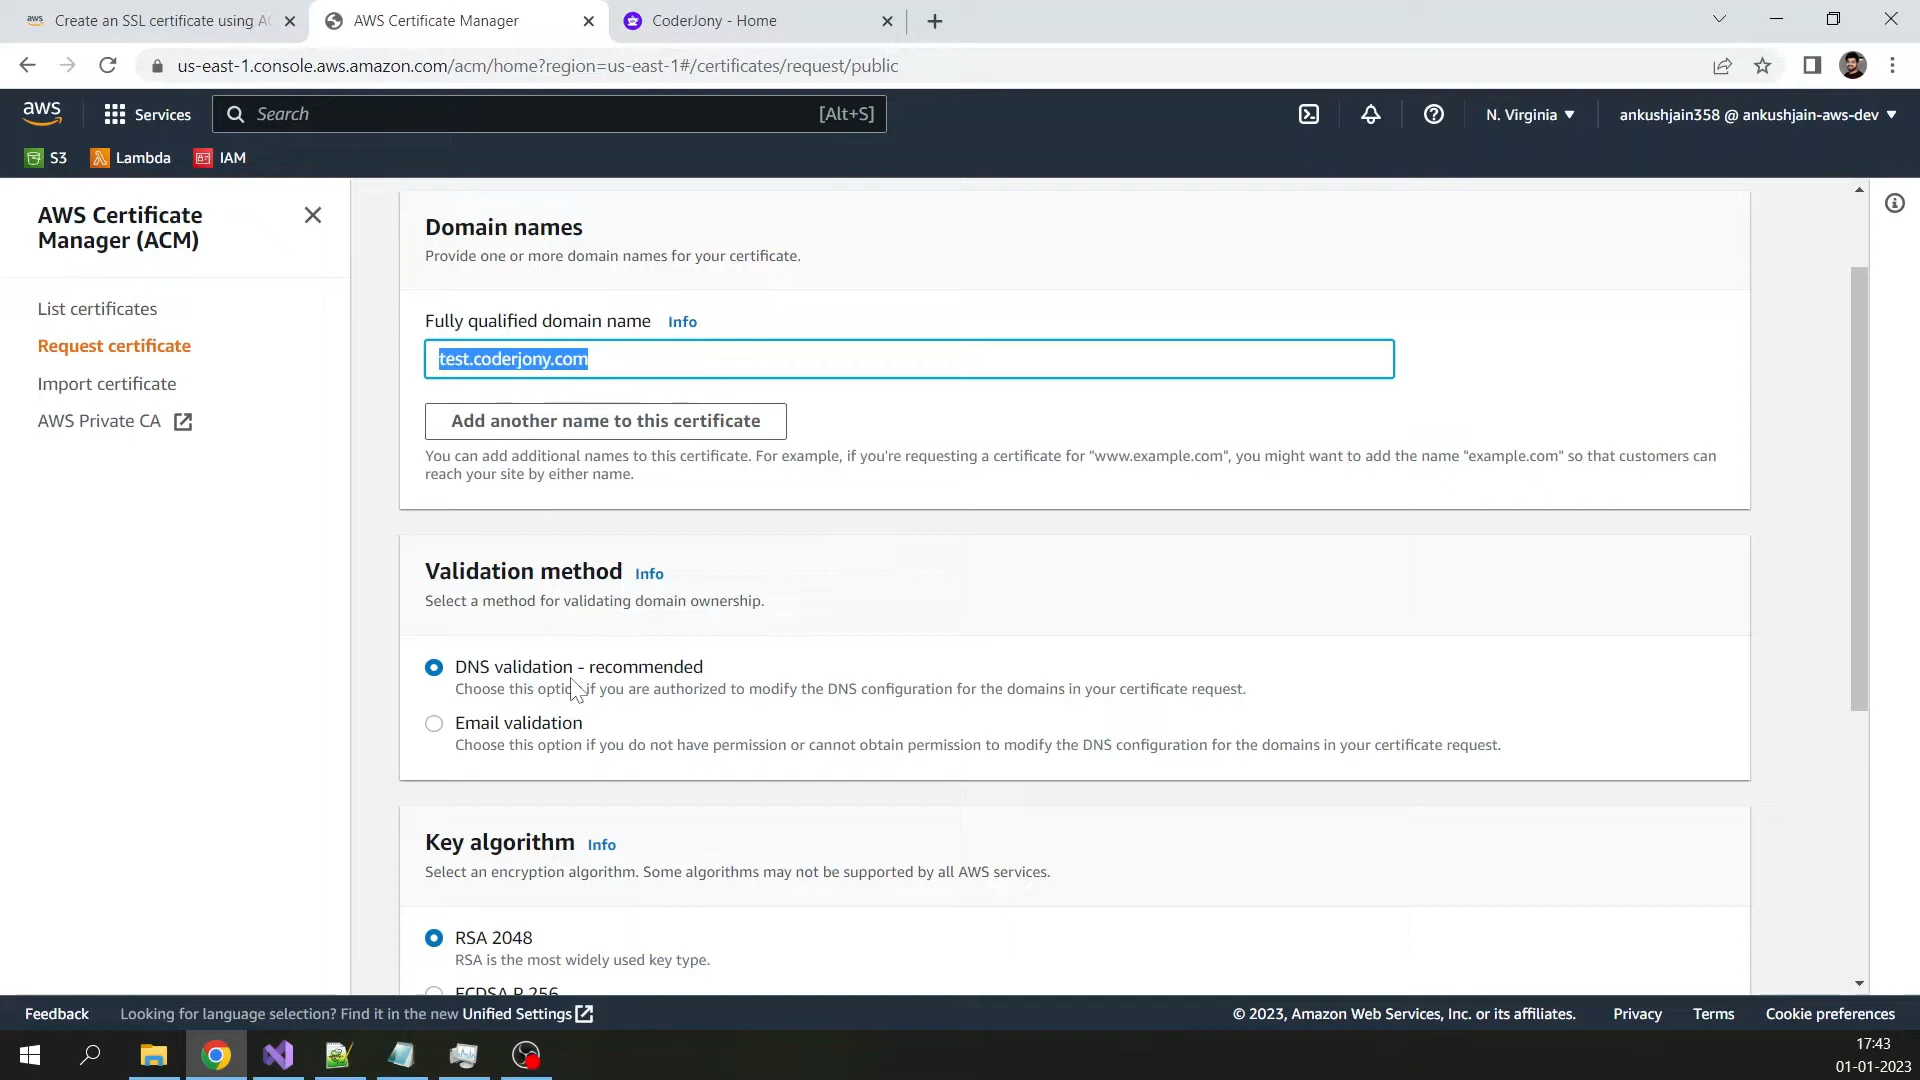 Create an SSL certificate using AC
AWS Certificate Manager
CoderJony - Home
us-east-1.console.aws.amazon.com/acm/home?region=us-east-1#/certificates/request/public
aws
Services
Search
[Alt+S]
N. Virginia
ankushjain358 @ ankushjain-aws-dev
S3
Lambda
IAM
AWS Certificate
Manager (ACM)
List certificates
Request certificate
Import certificate
AWS Private CA
Domain names
Provide one or more domain names for your certificate.
Fully qualified domain name Info
test.coderjony.com
Add another name to this certificate
You can add additional names to this certificate. For example, if you're requesting a certificate for "www.example.com", you might want to add the name "example.com" so that customers can
reach your site by either name.
Validation method Info
Select a method for validating domain ownership.
DNS validation - recommended
Choose this option if you are authorized to modify the DNS configuration for the domains in your certificate request.
Email validation
Choose this option if you do not have permission or cannot obtain permission to modify the DNS configuration for the domains in your certificate request.
Key algorithm Info
Select an encryption algorithm. Some algorithms may not be supported by all AWS services.
RSA 2048
RSA is the most widely used key type.
ECDSA P 256
Feedback
Looking for language selection? Find it in the new Unified Settings
© 2023, Amazon Web Services, Inc. or its affiliates.
Privacy
Terms
Cookie preferences
17:43
01-01-2023